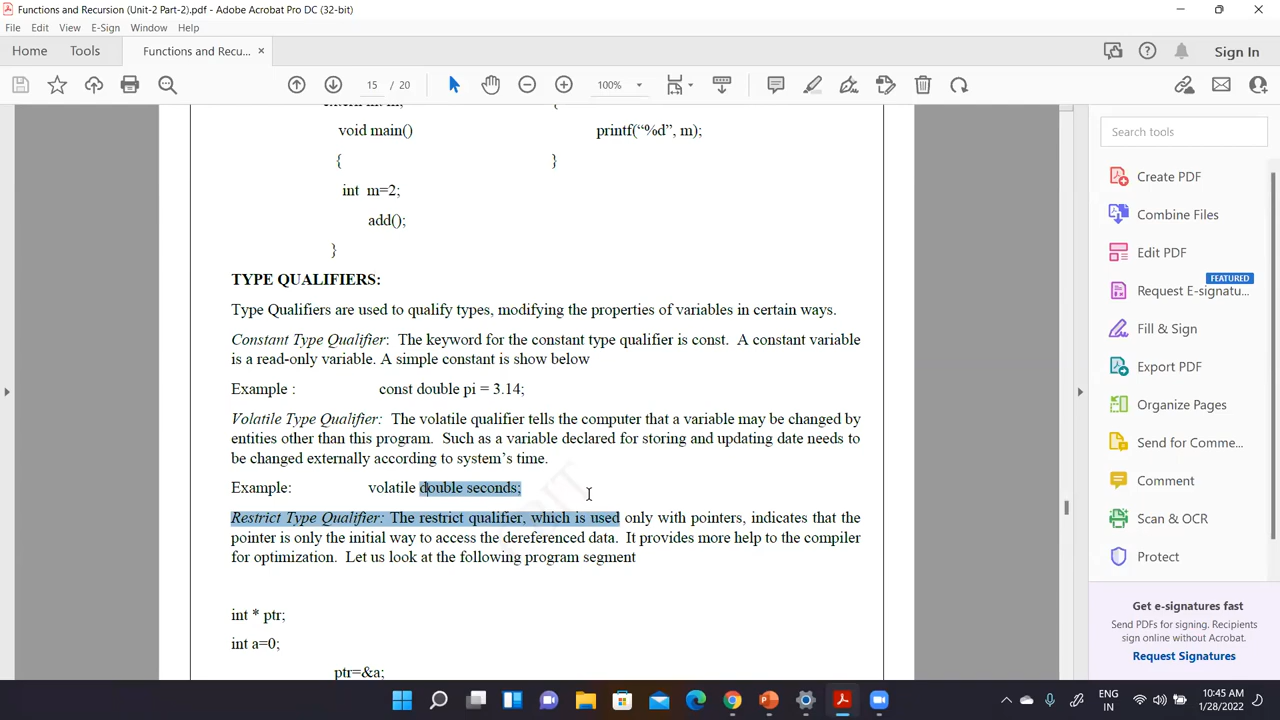 Functions and Recursion (Unit-2 Part-2).pdf - Adobe Acrobat Pro DC (32-bit)
File Edit View E-Sign Window Help
Home Tools Functions and Recu... × Sign In
15 / 20 100%
void main() printf(“%d”, m);
{ }
int m=2;
add();
}
TYPE QUALIFIERS:
Type Qualifiers are used to qualify types, modifying the properties of variables in certain ways.
Constant Type Qualifier: The keyword for the constant type qualifier is const. A constant variable
is a read-only variable. A simple constant is show below
Example : const double pi = 3.14;
Volatile Type Qualifier: The volatile qualifier tells the computer that a variable may be changed by
entities other than this program. Such as a variable declared for storing and updating date needs to
be changed externally according to system’s time.
Example: volatile double seconds;
Restrict Type Qualifier: The restrict qualifier, which is used only with pointers, indicates that the
pointer is only the initial way to access the dereferenced data. It provides more help to the compiler
for optimization. Let us look at the following program segment
int * ptr;
int a=0;
ptr=&a;
Search tools
Create PDF
Combine Files
Edit PDF
FEATURED
Request E-signatu...
Fill & Sign
Export PDF
Organize Pages
Send for Comme...
Comment
Scan & OCR
Protect
Get e-signatures fast
Send PDFs for signing. Recipients
sign online without Acrobat.
Request Signatures
ENG
IN
10:45 AM
1/28/2022